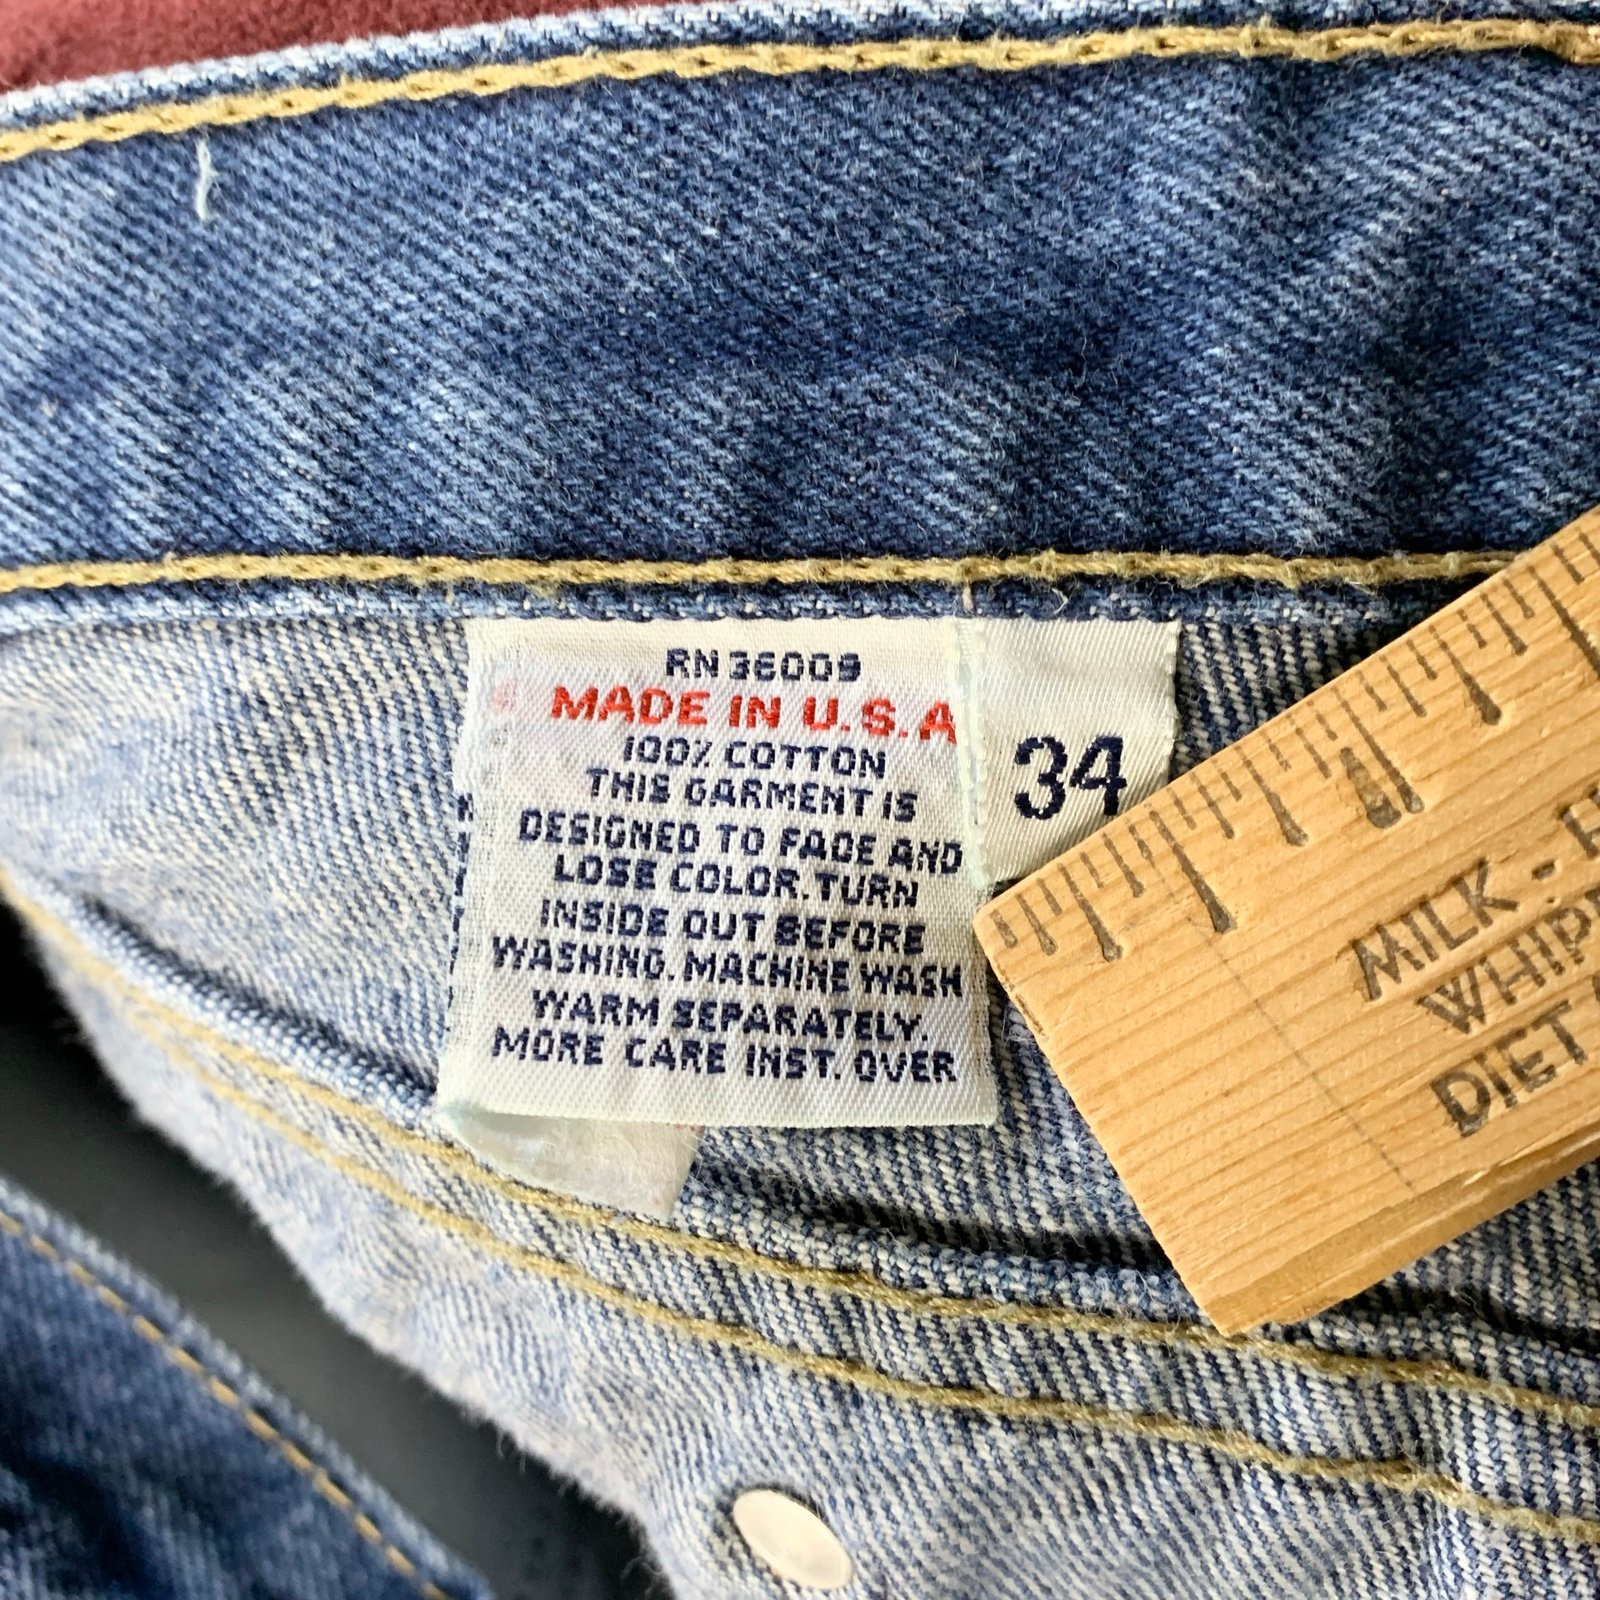 RN 36009
MADE IN U.S.A
100% COTTON
THIS GARMENT IS
DESIGNED TO FADE AND
LOSE COLOR. TURN
INSIDE OUT BEFORE
WASHING. MACHINE WASH
WARM SEPARATELY.
MORE CARE INST. OVER
34
MILK -
DIET